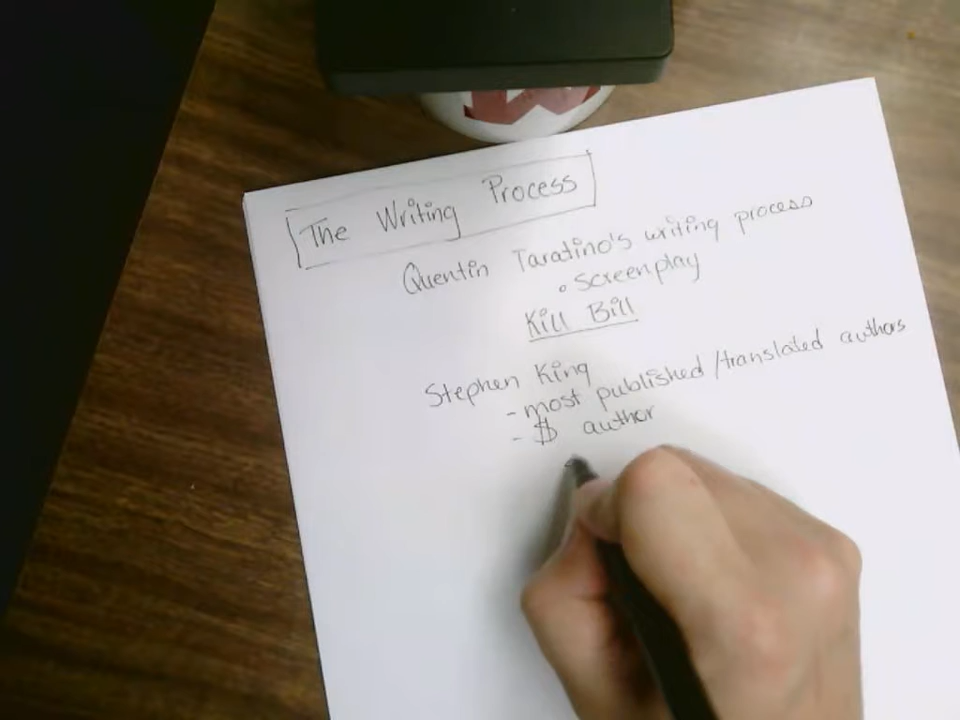 The Writing Process
Quentin Taratino's writing process
• Screenplay
Kill Bill
Stephen King
- most published/translated authors
- $ author